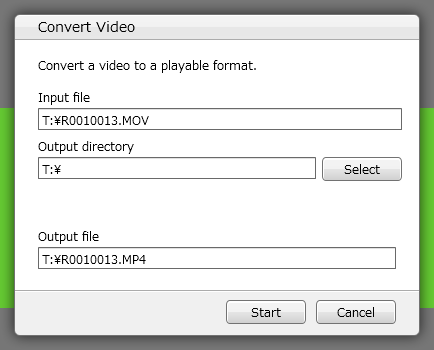 Convert Video
Convert a video to a playable format.
Input file
T:¥R0010013.MOV
Output directory
T:¥
Select
Output file
T:¥R0010013.MP4
Start
Cancel